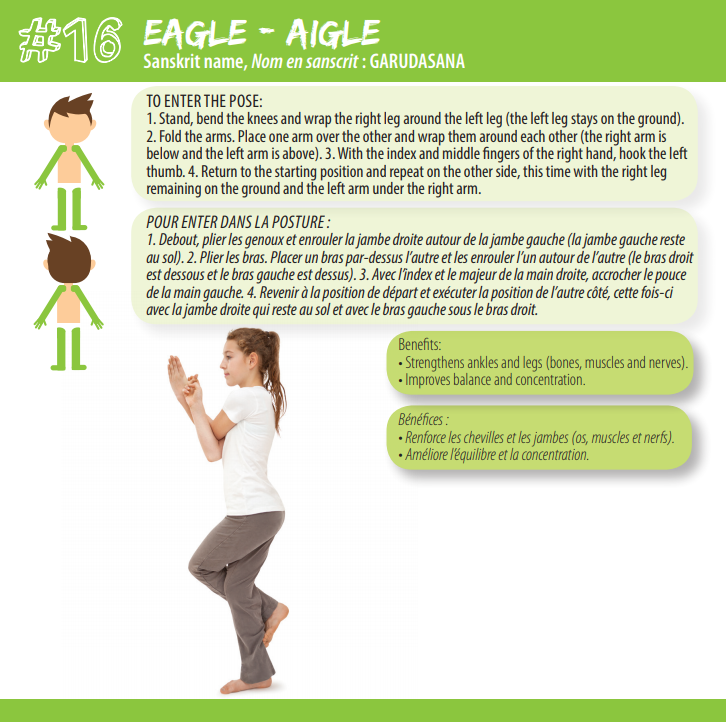 #16 EAGLE - AIGLE
Sanskrit name, Nom en sanscrit : GARUDASANA
TO ENTER THE POSE:
1. Stand, bend the knees and wrap the right leg around the left leg (the left leg stays on the ground).
2. Fold the arms. Place one arm over the other and wrap them around each other (the right arm is
below and the left arm is above). 3. With the index and middle fingers of the right hand, hook the left
thumb. 4. Return to the starting position and repeat on the other side, this time with the right leg
remaining on the ground and the left arm under the right arm.
POUR ENTER DANS LA POSTURE :
1. Debout, plier les genoux et enrouler la jambe droite autour de la jambe gauche (la jambe gauche reste
au sol). 2. Plier les bras. Placer un bras par-dessus l'autre et les enrouler l'un autour de l'autre (le bras droit
est dessous et le bras gauche est dessus). 3. Avec l'index et le majeur de la main droite, accrocher le pouce
de la main gauche. 4. Revenir à la position de départ et exécuter la position de l'autre côté, cette fois-ci
avec la jambe droite qui reste au sol et avec le bras gauche sous le bras droit.
Benefits:
• Strengthens ankles and legs (bones, muscles and nerves).
• Improves balance and concentration.
Bénéfices :
• Renforce les chevilles et les jambes (os, muscles et nerfs).
• Améliore l'équilibre et la concentration.